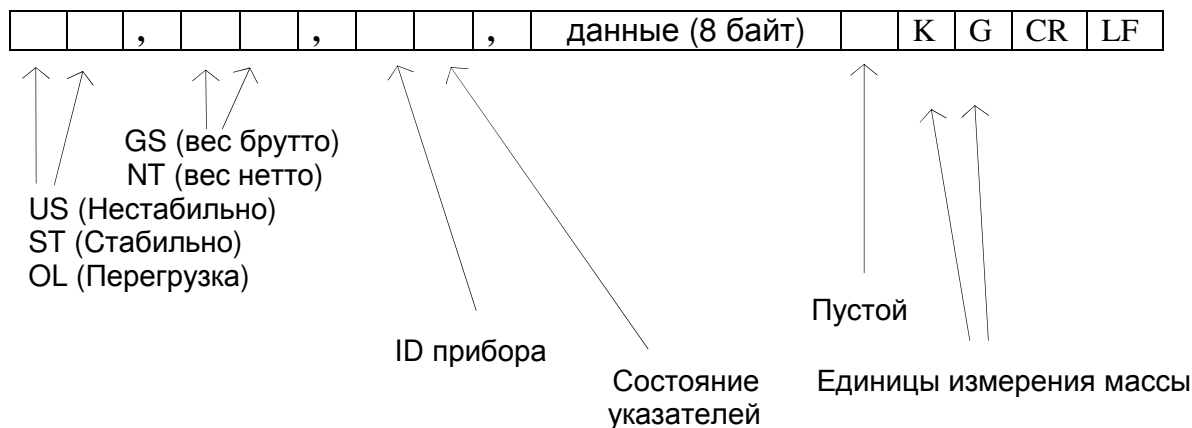 , , , данные (8 байт) K G CR LF
GS (вес брутто)
NT (вес нетто)
US (Нестабильно)
ST (Стабильно)
OL (Перегрузка)
Пустой
ID прибора
Состояние
указателей
Единицы измерения массы